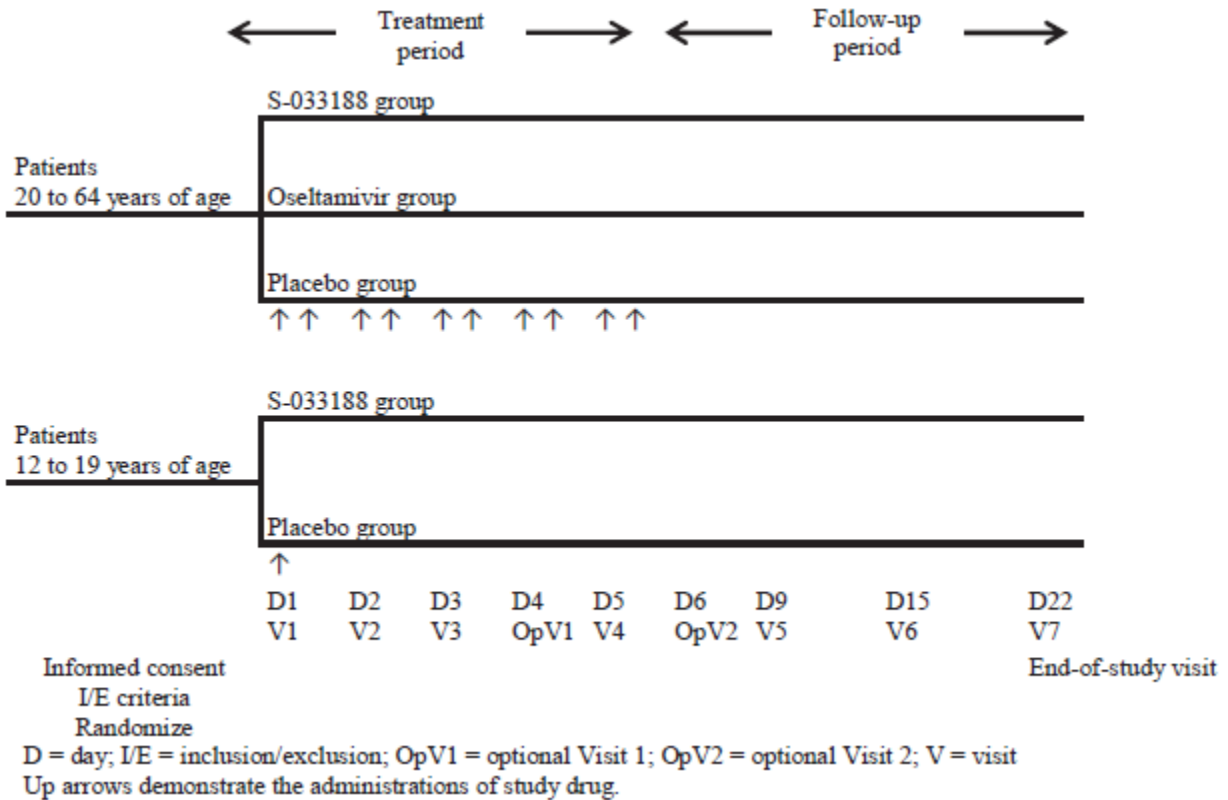 Treatment
period
Follow-up
period
S-033188 group
Patients
20 to 64 years of age
Oseltamivir group
Placebo group
↑ ↑ ↑ ↑ ↑ ↑ ↑ ↑ ↑ ↑
S-033188 group
Patients
12 to 19 years of age
Placebo group
↑
D1 D2 D3 D4 D5 D6 D9 D15 D22
V1 V2 V3 OpV1 V4 OpV2 V5 V6 V7
Informed consent End-of-study visit
I/E criteria
Randomize
D = day; I/E = inclusion/exclusion; OpV1 = optional Visit 1; OpV2 = optional Visit 2; V = visit
Up arrows demonstrate the administrations of study drug.